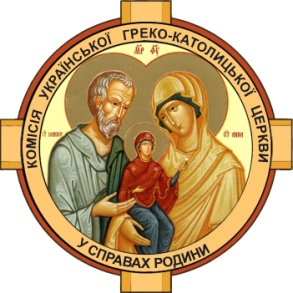 КОМІСІЯ УКРАЇНСЬКОЇ ГРЕКО-КАТОЛИЦЬКОЇ ЦЕРКВИ
У СПРАВАХ РОДИНИ